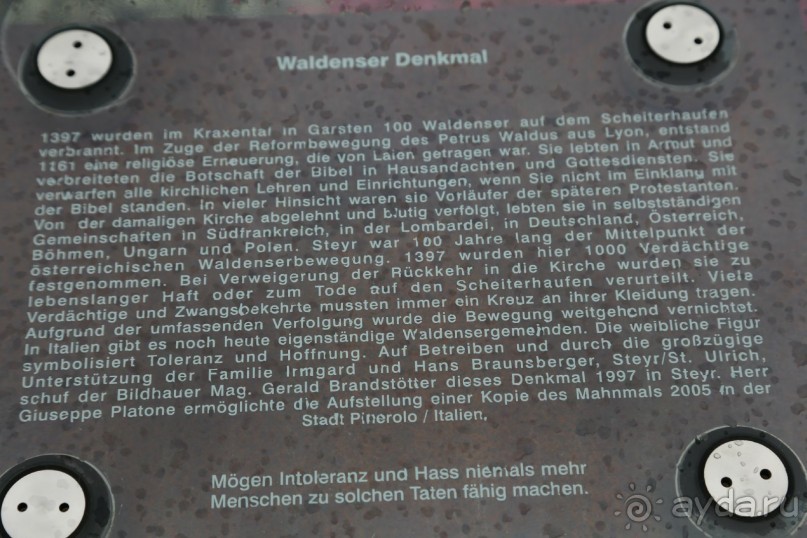 Waldenser Denkmal
1397 wurden im Kraxental in Garsten 100 Waldenser auf dem Scheiterhaufen
verbrannt. Im Zuge der Reformbewegung des Petrus Waldus aus Lyon, entstand
1161 eine religiöse Erneuerung, die von Laien getragen war. Sie lebten in Armut und
verbreiteten die Botschaft der Bibel in Hausandachten und Gottesdiensten. Sie
verwarfen alle kirchlichen Lehren und Einrichtungen, wenn Sie nicht im Einklang mit
der Bibel standen. In vieler Hinsicht waren sie Vorläufer der späteren Protestanten.
Von der damaligen Kirche abgelehnt und blutig verfolgt, lebten sie in selbstständigen
Gemeinschaften in Südfrankreich, in der Lombardei, in Deutschland, Österreich,
Böhmen, Ungarn und Polen. Steyr war 100 Jahre lang der Mittelpunkt der
österreichischen Waldenserbewegung. 1397 wurden hier 1000 Verdächtige
festgenommen. Bei Verweigerung der Rückkehr in die Kirche wurden sie zu
lebenslanger Haft oder zum Tode auf den Scheiterhaufen verurteilt. Viele
Verdächtige und Zwangsbekehrte mussten immer ein Kreuz an ihrer Kleidung tragen.
Aufgrund der umfassenden Verfolgung wurde die Bewegung weitgehend vernichtet.
In Italien gibt es noch heute eigenständige Waldensergemeinden. Die weibliche Figur
symbolisiert Toleranz und Hoffnung. Auf Betreiben und durch die großzügige
Unterstützung der Familie Irmgard und Hans Braunsberger, Steyr/St. Ulrich,
schuf der Bildhauer Mag. Gerald Brandstötter dieses Denkmal 1997 in Steyr. Herr
Giuseppe Platone ermöglichte die Aufstellung einer Kopie des Mahnmals 2005 in der
Stadt Pinerolo / Italien.
Mögen Intoleranz und Hass niemals mehr
Menschen zu solchen Taten fähig machen.
ayda.ru